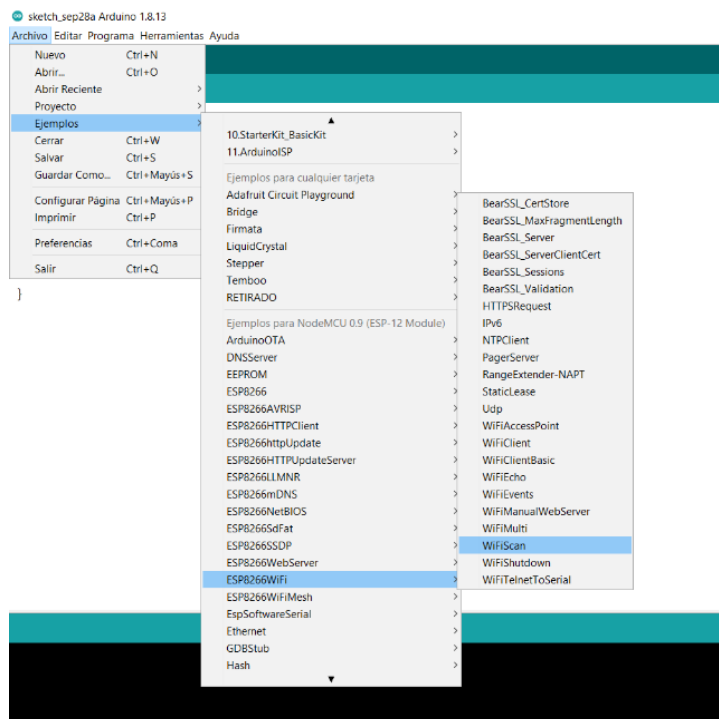 sketch_sep28a Arduino 1.8.13
Archivo Editar Programa Herramientas Ayuda
Nuevo Ctrl+N
Abrir... Ctrl+O
Abrir Reciente
Proyecto
Ejemplos
Cerrar Ctrl+W
Salvar Ctrl+S
Guardar Como... Ctrl+Mayús+S
Configurar Página Ctrl+Mayús+P
Imprimir Ctrl+P
Preferencias Ctrl+Coma
Salir Ctrl+Q
}
10.StarterKit_BasicKit
11.ArduinoISP
Ejemplos para cualquier tarjeta
Adafruit Circuit Playground
Bridge
Firmata
LiquidCrystal
Stepper
Temboo
RETIRADO
Ejemplos para NodeMCU 0.9 (ESP-12 Module)
ArduinoOTA
DNSServer
EEPROM
ESP8266
ESP8266AVRISP
ESP8266HTTPClient
ESP8266httpUpdate
ESP8266HTTPUpdateServer
ESP8266LLMNR
ESP8266mDNS
ESP8266NetBIOS
ESP8266SdFat
ESP8266SSDP
ESP8266WebServer
ESP8266WiFi
ESP8266WiFiMesh
EspSoftwareSerial
Ethernet
GDBStub
Hash
BearSSL_CertStore
BearSSL_MaxFragmentLength
BearSSL_Server
BearSSL_ServerClientCert
BearSSL_Sessions
BearSSL_Validation
HTTPSRequest
IPv6
NTPClient
PagerServer
RangeExtender-NAPT
StaticLease
Udp
WiFiAccessPoint
WiFiClient
WiFiClientBasic
WiFiEcho
WiFiEvents
WiFiManualWebServer
WiFiMulti
WiFiScan
WiFiShutdown
WiFiTelnetToSerial